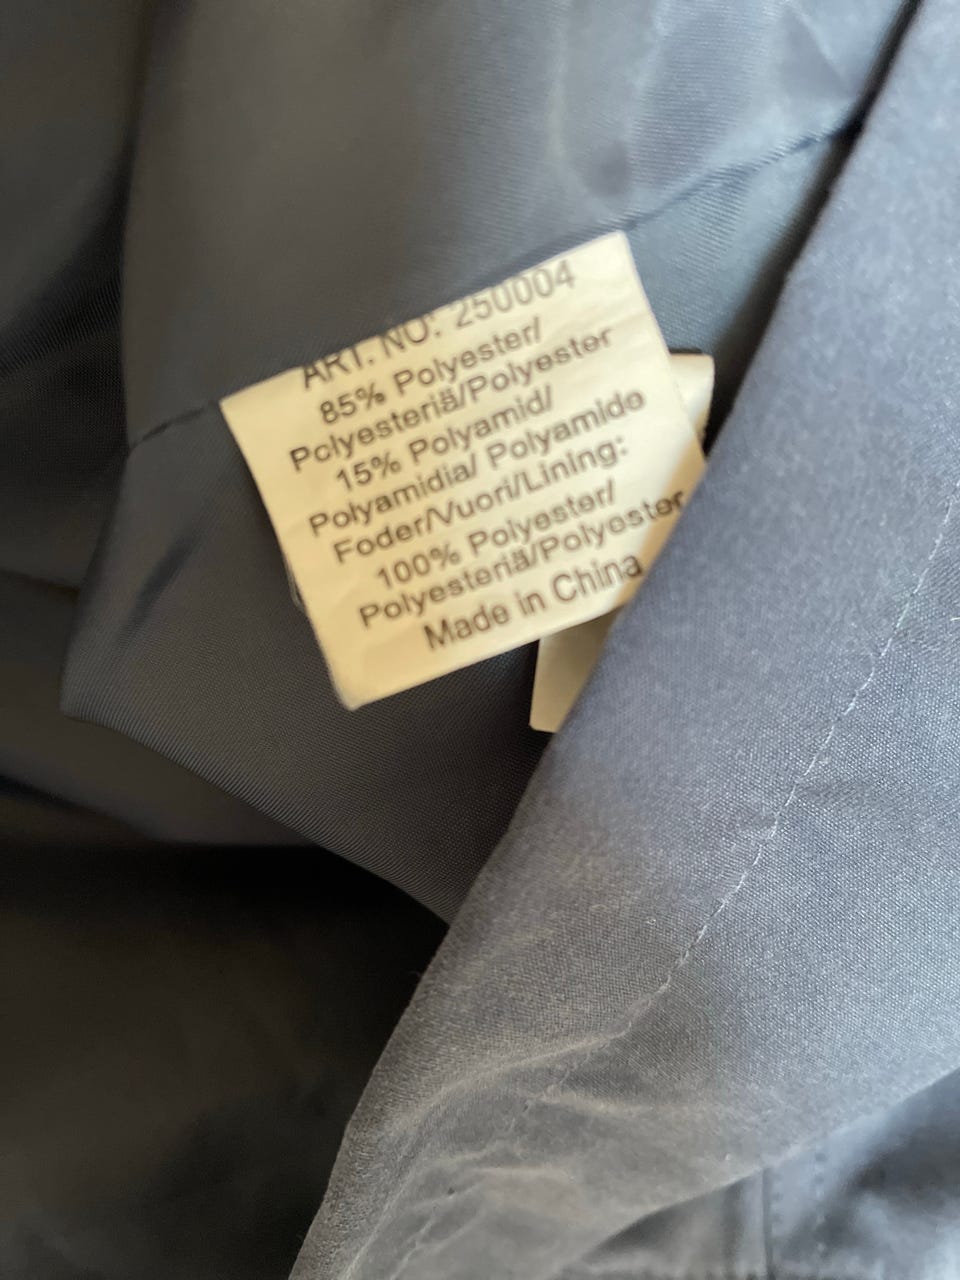 ART. NO: 250004
85% Polyester/
Polyesteriä/Polyester
15% Polyamid/
Polyamidia/ Polyamide
Foder/Vuori/Lining:
100% Polyester/
Polyesteriä/Polyester
Made in China